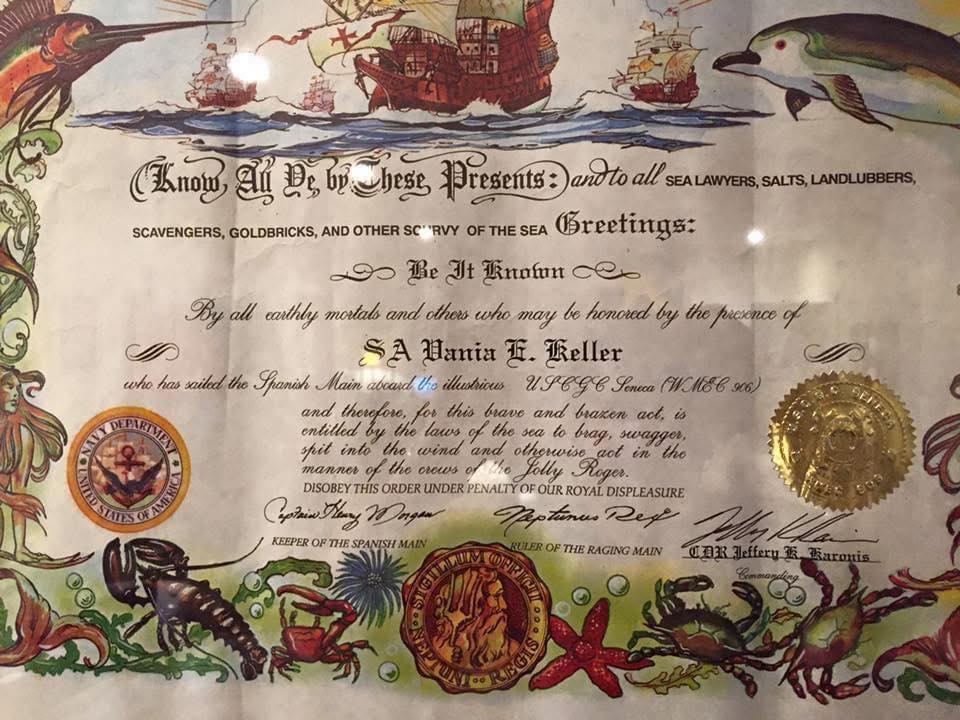 (Know, All Ye, by These Presents:) and to all SEA LAWYERS, SALTS, LANDLUBBERS,
SCAVENGERS, GOLDBRICKS, AND OTHER SCURVY OF THE SEA Greetings:
Be It Known
By all earthly mortals and others who may be honored by the presence of
SA Vania E. Keller
who has sailed the Spanish Main aboard the illustrious USCGC Seneca (WMEC 906)
and therefore, for this brave and brazen act, is
entitled by the laws of the sea to brag, swagger,
spit into the wind and otherwise act in the
manner of the crews of the Jolly Roger.
DISOBEY THIS ORDER UNDER PENALTY OF OUR ROYAL DISPLEASURE
NAVY DEPARTMENT
UNITED STATES OF AMERICA
Captain Henry Morgan
KEEPER OF THE SPANISH MAIN
Neptunus Rex
RULER OF THE RAGING MAIN
CDR Jeffery K. Karonis
Commanding
SIGILLUM OFFICII
NEPTUNI REGIS